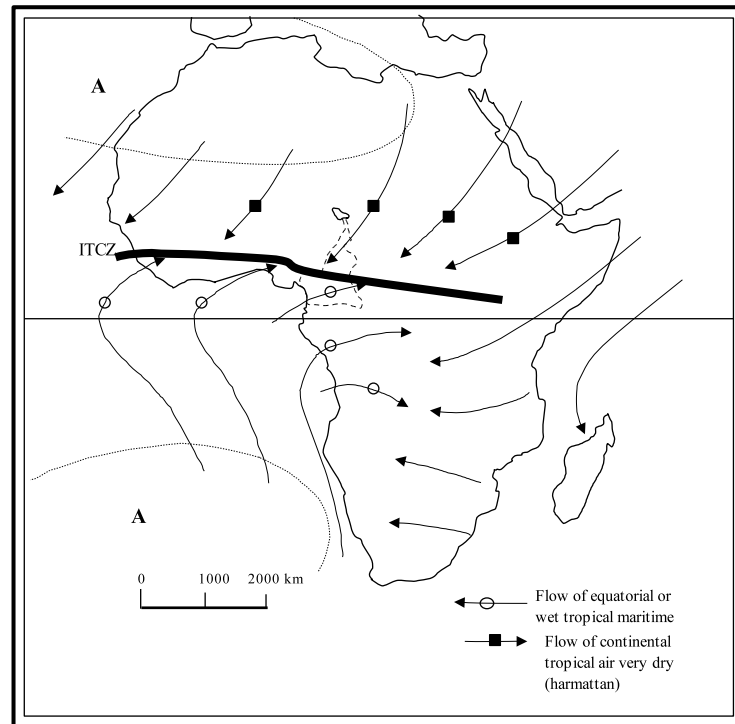 A
ITCZ
A
0 1000 2000 km
Flow of equatorial or
wet tropical maritime
Flow of continental
tropical air very dry
(harmattan)